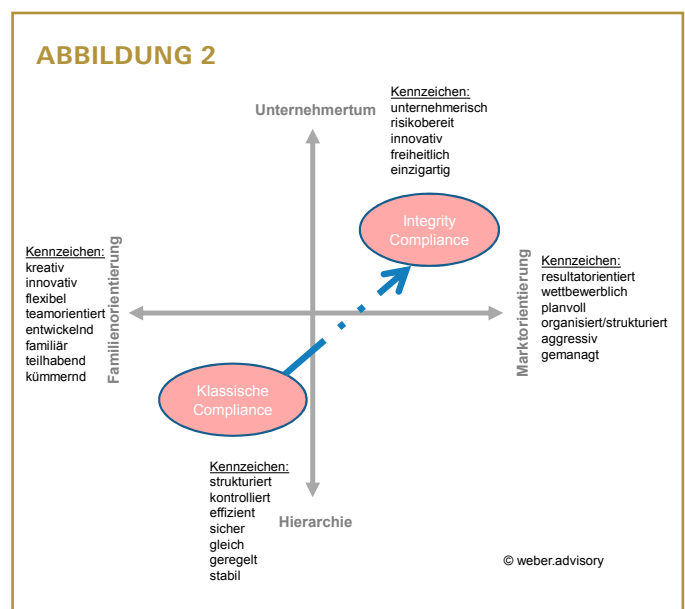 ABBILDUNG 2
Unternehmertum
Kennzeichen:
unternehmerisch
risikobereit
innovativ
freiheitlich
einzigartig
Integrity
Compliance
Kennzeichen:
kreativ
innovativ
flexibel
teamorientiert
entwickelnd
familiär
teilhabend
kümmernd
Familienorientierung
Marktorientierung
Kennzeichen:
resultatorientiert
wettbewerblich
planvoll
organisiert/strukturiert
aggressiv
gemanagt
Klassische
Compliance
Kennzeichen:
strukturiert
kontrolliert
effizient
sicher
gleich
geregelt
stabil
Hierarchie
© weber.advisory